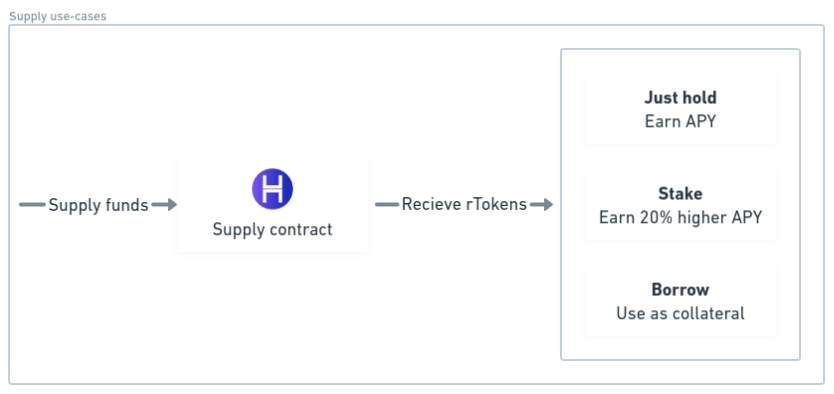 Supply use-cases
Supply funds
Supply contract
Recieve rTokens
Just hold
Earn APY
Stake
Earn 20% higher APY
Borrow
Use as collateral